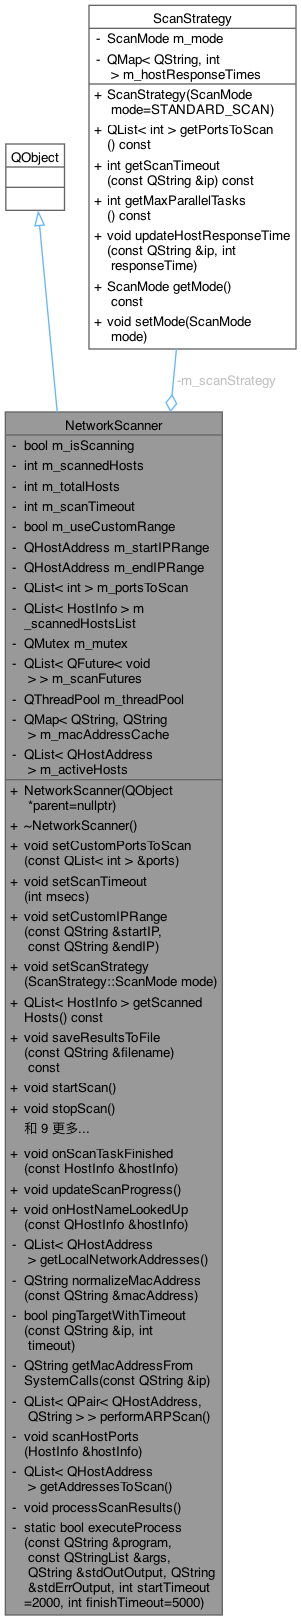 ScanStrategy
- ScanMode m_mode
- QMap< QString, int
> m_hostResponseTimes
+ ScanStrategy(ScanMode
mode=STANDARD_SCAN)
+ QList< int > getPortsToScan
() const
+ int getScanTimeout
(const QString &ip) const
+ int getMaxParallelTasks
() const
+ void updateHostResponseTime
(const QString &ip, int
responseTime)
+ ScanMode getMode()
const
+ void setMode(ScanMode
mode)
QObject
-m_scanStrategy
NetworkScanner
- bool m_isScanning
- int m_scannedHosts
- int m_totalHosts
- int m_scanTimeout
- bool m_useCustomRange
- QHostAddress m_startIPRange
- QHostAddress m_endIPRange
- QList< int > m_portsToScan
- QList< HostInfo > m
_scannedHostsList
- QMutex m_mutex
- QList< QFuture< void
> > m_scanFutures
- QThreadPool m_threadPool
- QMap< QString, QString
> m_macAddressCache
- QList< QHostAddress
> m_activeHosts
+ NetworkScanner(QObject
*parent=nullptr)
+ ~NetworkScanner()
+ void setCustomPortsToScan
(const QList< int > &ports)
+ void setScanTimeout
(int msecs)
+ void setCustomIPRange
(const QString &startIP,
const QString &endIP)
+ void setScanStrategy
(ScanStrategy::ScanMode mode)
+ QList< HostInfo > getScanned
Hosts() const
+ void saveResultsToFile
(const QString &filename)
const
+ void startScan()
+ void stopScan()
和 9 更多...
+ void onScanTaskFinished
(const HostInfo &hostInfo)
+ void updateScanProgress()
+ void onHostNameLookedUp
(const QHostInfo &hostInfo)
- QList< QHostAddress
> getLocalNetworkAddresses()
- QString normalizeMacAddress
(const QString &macAddress)
- bool pingTargetWithTimeout
(const QString &ip, int
timeout)
- QString getMacAddressFrom
SystemCalls(const QString &ip)
- QList< QPair< QHostAddress,
QString > > performARPScan()
- void scanHostPorts
(HostInfo &hostInfo)
- QList< QHostAddress
> getAddressesToScan()
- void processScanResults()
- static bool executeProcess
(const QString &program,
const QStringList &args,
QString &stdOutOutput, QString
&stdErrOutput, int startTimeout
=2000, int finishTimeout=5000)